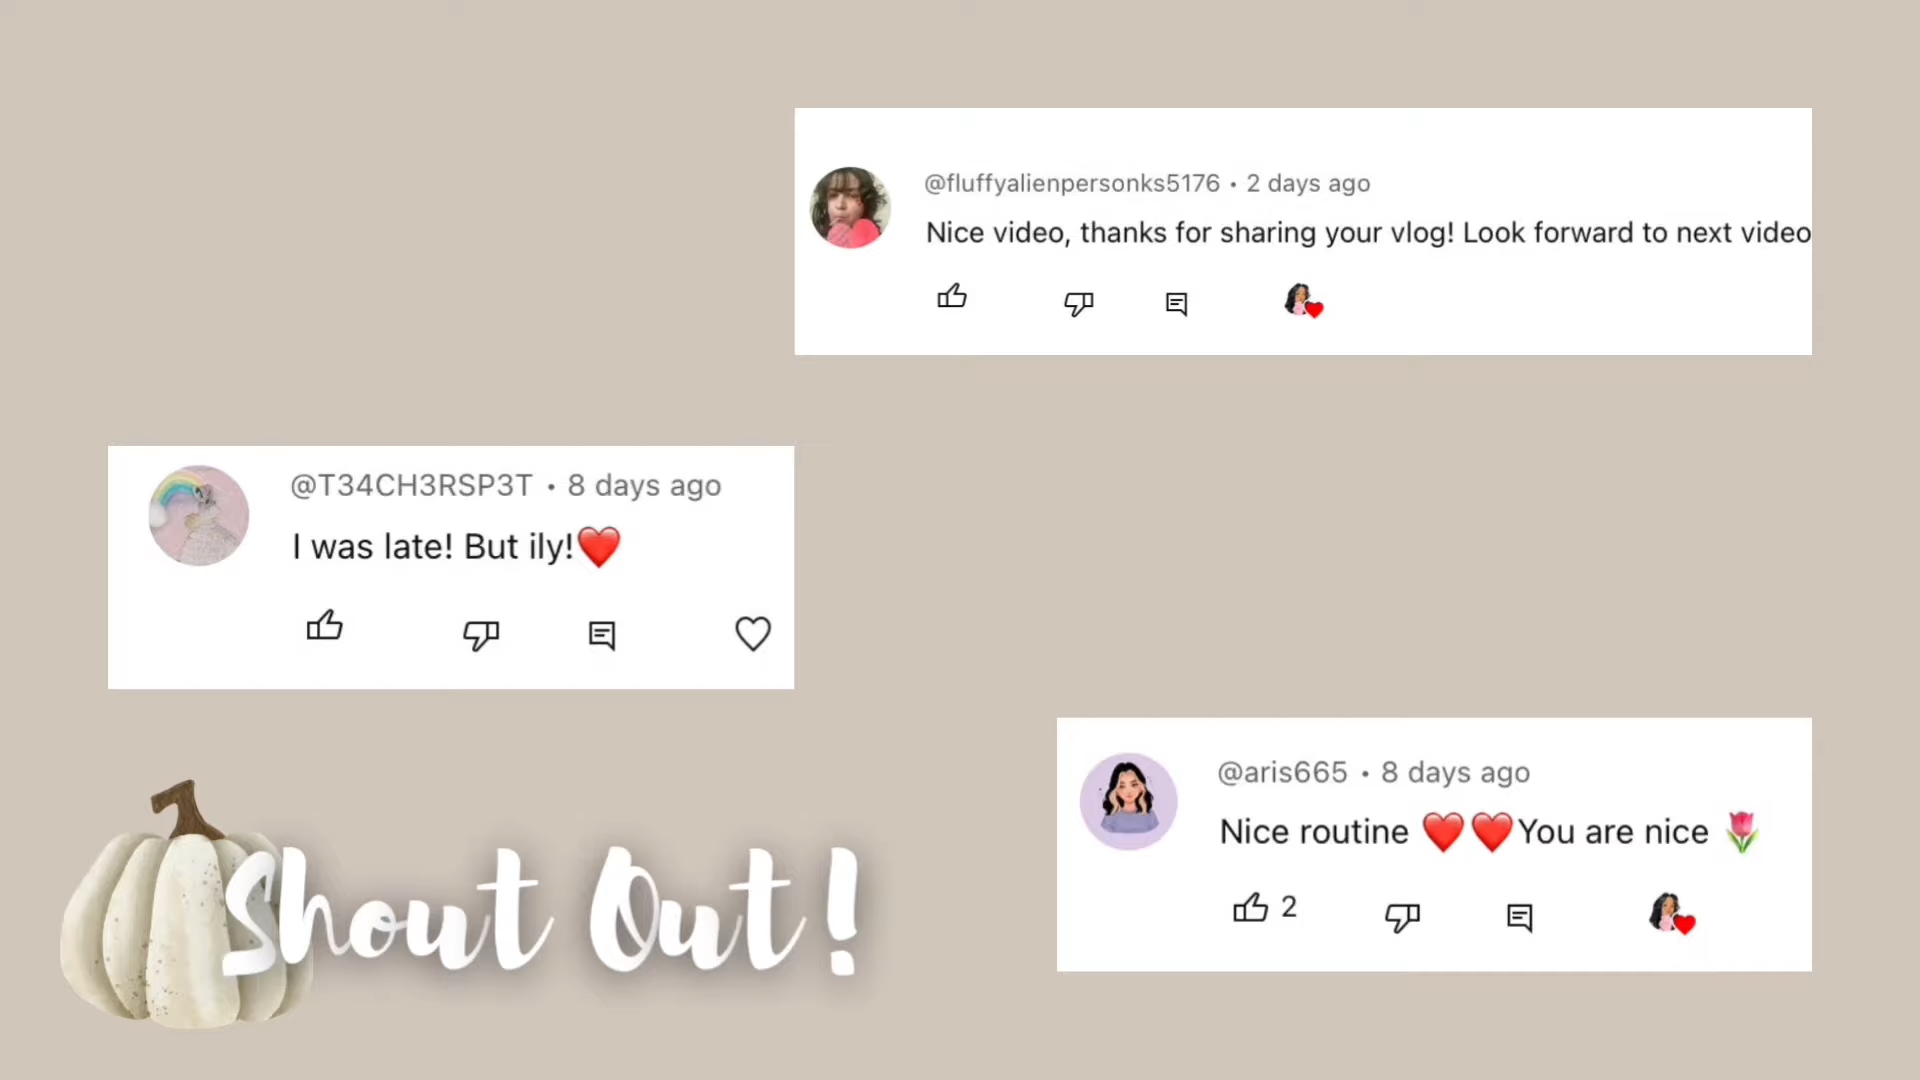 @fluffyalienpersonks5176 • 2 days ago
Nice video, thanks for sharing your vlog! Look forward to next video
@T34CH3RSP3T • 8 days ago
I was late! But ily!❤️
@aris665 • 8 days ago
Nice routine ❤️❤️You are nice 🌷
2
Shout Out!